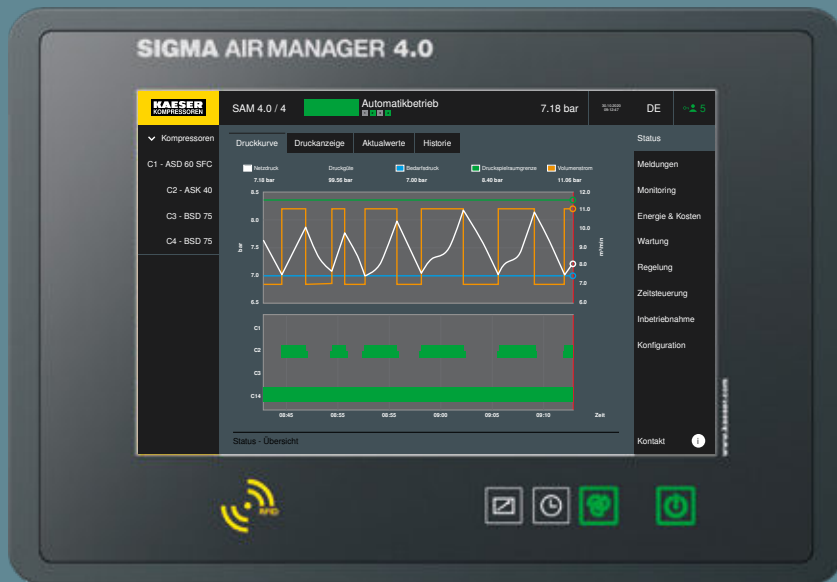 SIGMA AIR MANAGER 4.0
KAESER
KOMPRESSOREN
SAM 4.0 / 4
Automatikbetrieb
7.18 bar
DE
5
Kompressoren
C1 - ASD 60 SFC
C2 - ASK 40
C3 - BSD 75
C4 - BSD 75
Druckkurve Druckanzeige Aktualwerte Historie
Netzdruck Druckgüte Bedarfsdruck Druckspielraumgrenze Volumenstrom
7.18 bar 99.56 bar 7.00 bar 8.40 bar 11.06 bar
8.5
8.0
7.5
7.0
6.5
bar
12.0
11.0
10.0
9.0
8.0
7.0
6.0
m³/min
C1
C2
C3
C14
08:45 08:55 08:55 09:00 09:05 09:10 Zeit
Status - Übersicht
Status
Meldungen
Monitoring
Energie & Kosten
Wartung
Regelung
Zeitsteuerung
Inbetriebnahme
Konfiguration
Kontakt i
www.kaeser.com
RFID